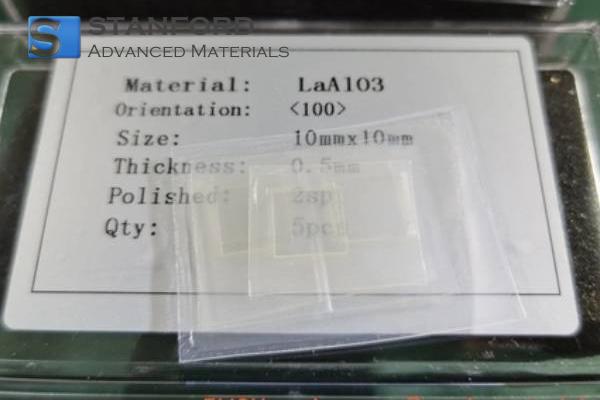 S STANFORD
ADVANCED MATERIALS
Material: LaAlO3
Orientation: <100>
Size: 10mmx10mm
Thickness: 0.5mm
Polished: 2sp
Qty: 5pcs